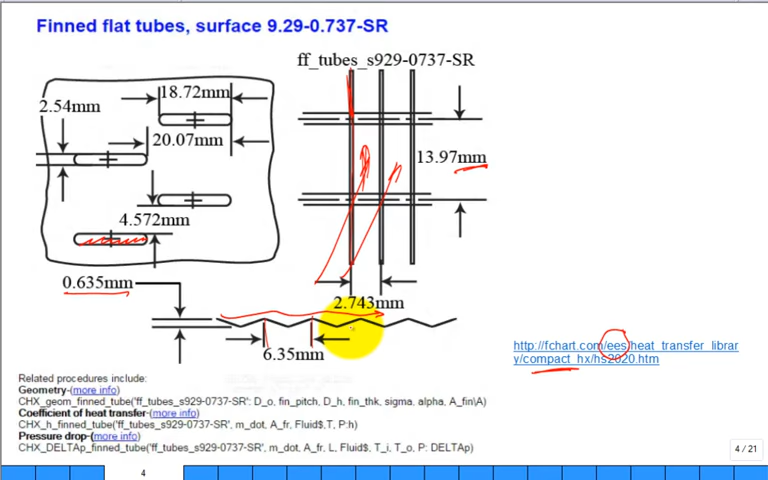 Finned flat tubes, surface 9.29-0.737-SR
ff_tubes_s929-0737-SR
18.72mm
2.54mm
20.07mm
13.97mm
4.572mm
0.635mm
2.743mm
6.35mm
http://fchart.com/ees/heat_transfer_librar
y/compact_hx/hs2020.htm
Related procedures include:
Geometry-(more info)
CHX_geom_finned_tube('ff_tubes_s929-0737-SR': D_o, fin_pitch, D_h, fin_thk, sigma, alpha, A_fin\A)
Coefficient of heat transfer-(more info)
CHX_h_finned_tube('ff_tubes_s929-0737-SR', m_dot, A_fr, Fluid$,T, P:h)
Pressure drop-(more info)
CHX_DELTAp_finned_tube('ff_tubes_s929-0737-SR', m_dot, A_fr, L, Fluid$, T_i, T_o, P: DELTAp)
4 / 21
4